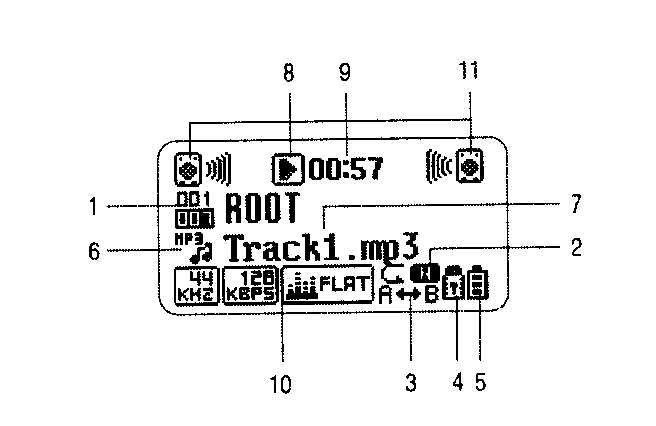 8 9 11
00:57
1 001 ROOT 7
6 MP3 Track1.mp3 2
44 KHZ 128 KBPS FLAT A B
10 3 4 5